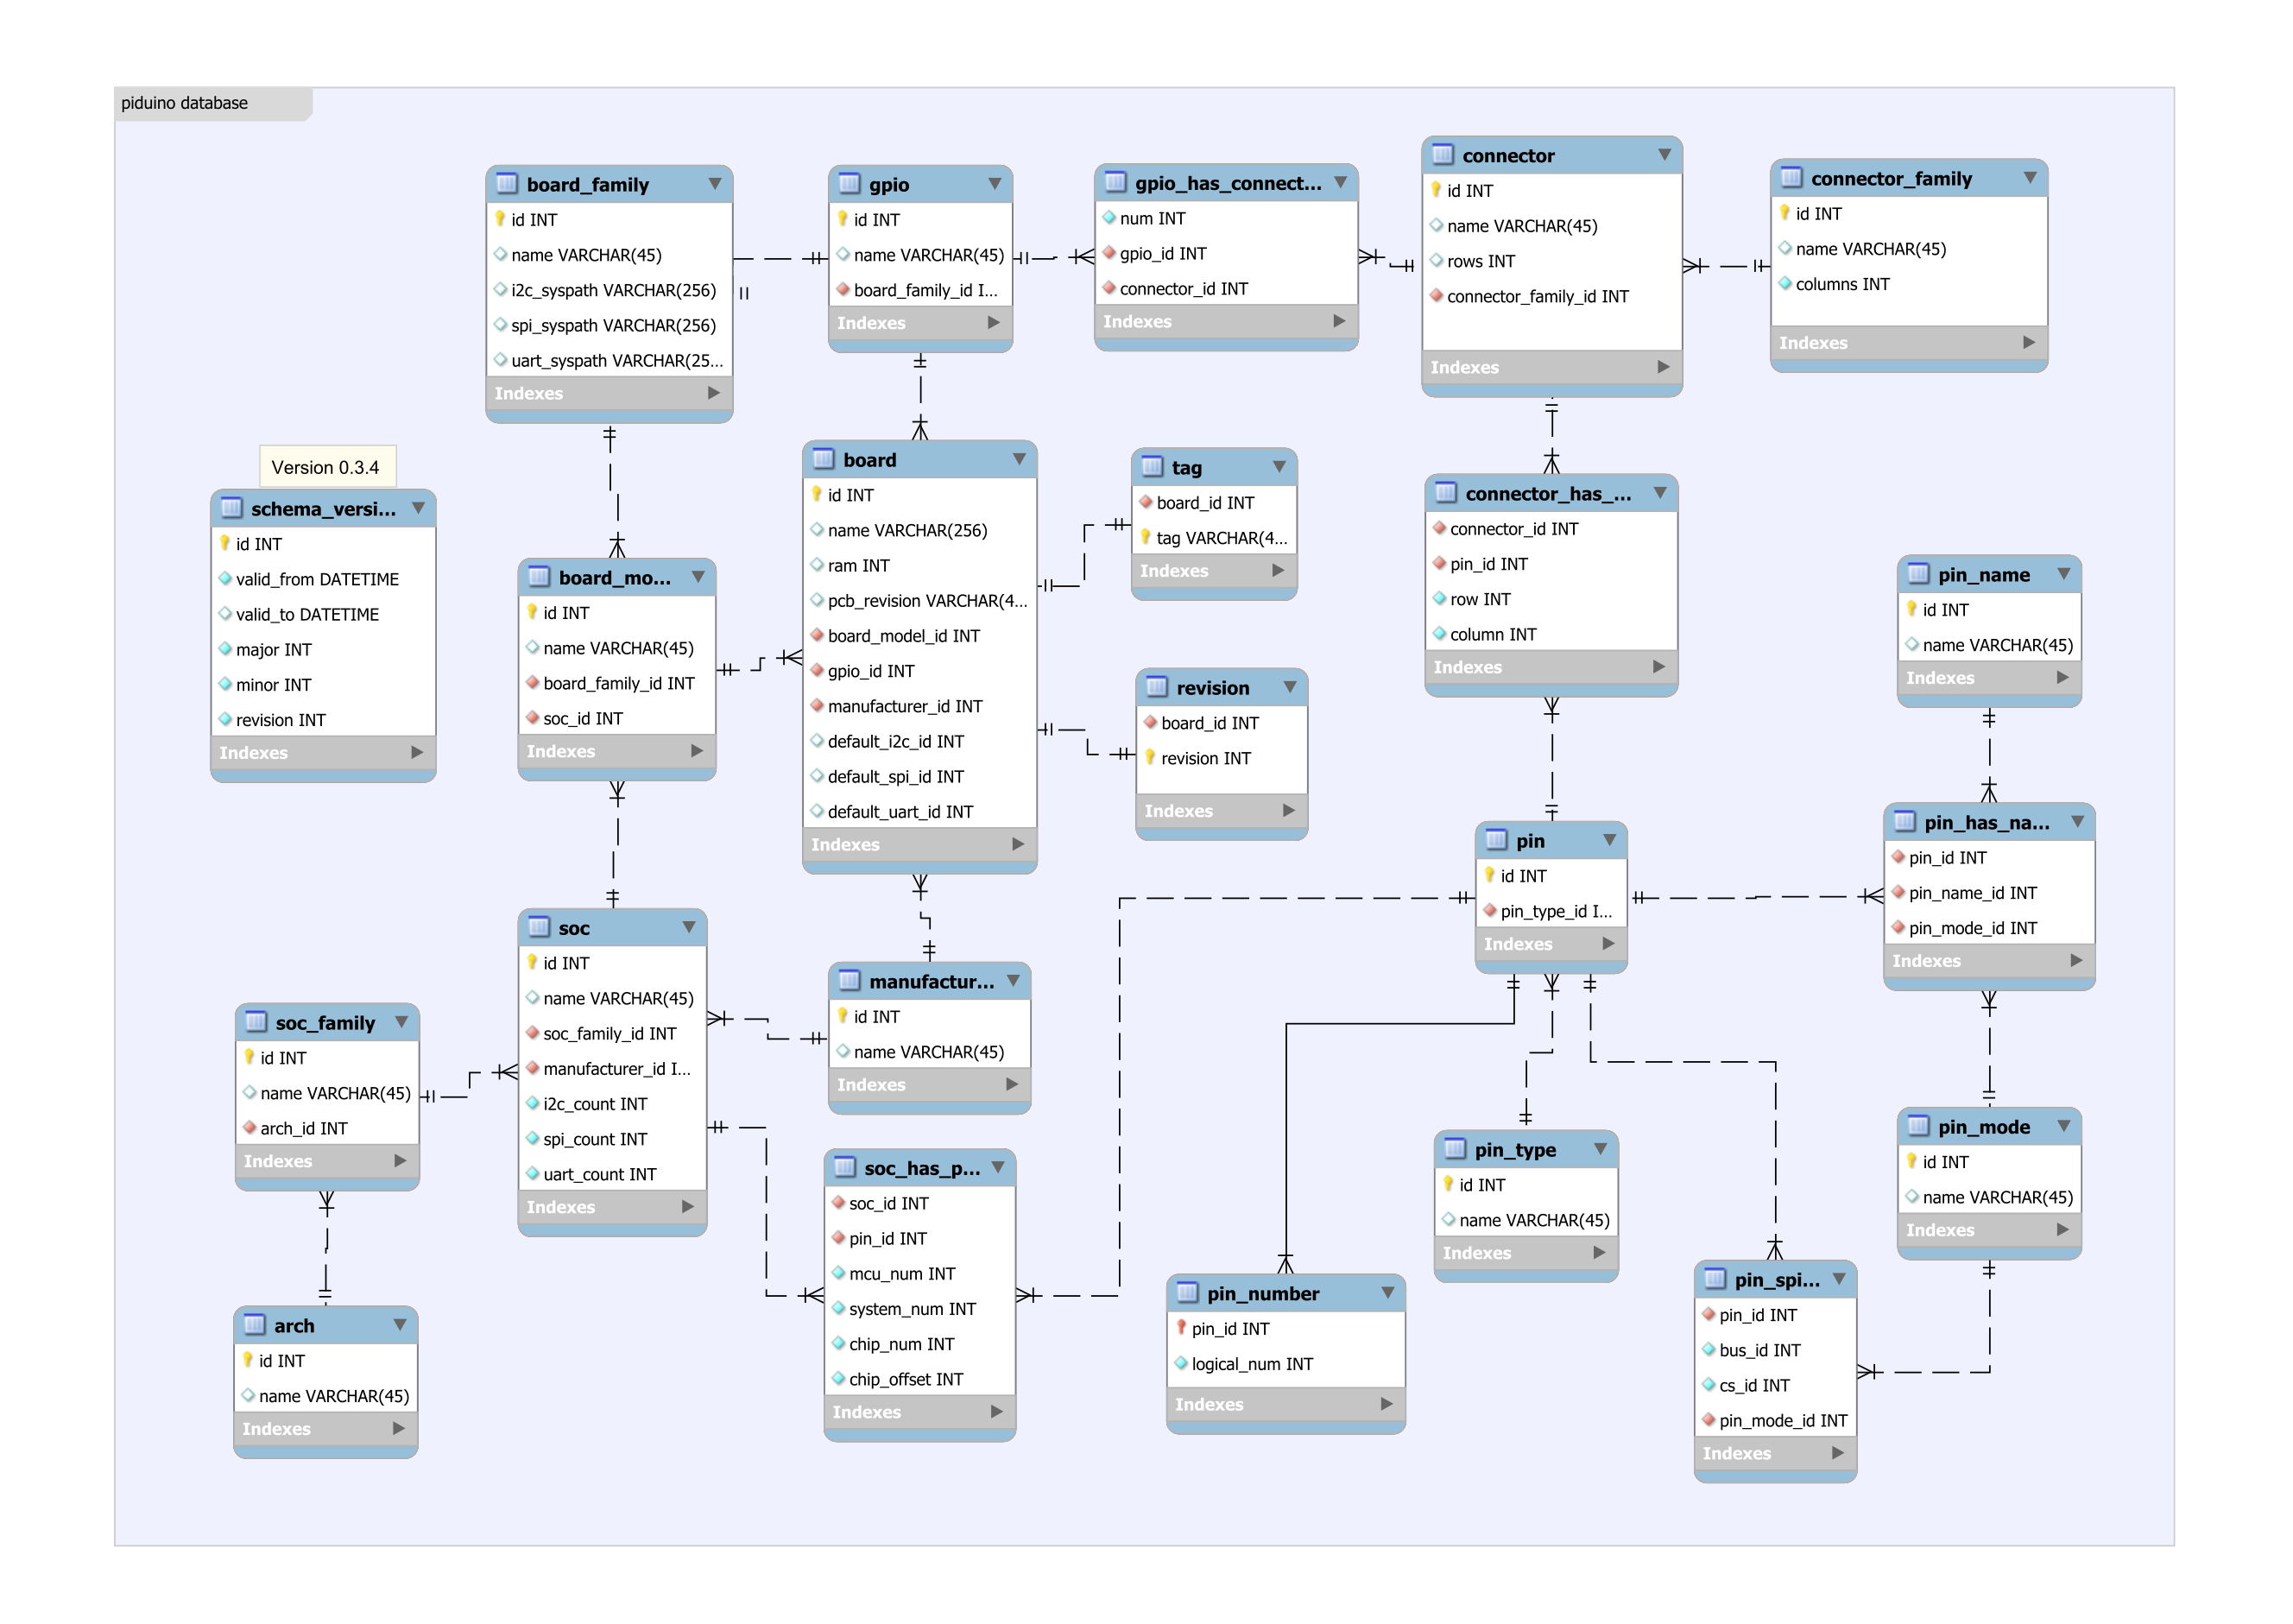 piduino database
board_family
id INT
name VARCHAR(45)
i2c_syspath VARCHAR(256)
spi_syspath VARCHAR(256)
uart_syspath VARCHAR(25...
Indexes
gpio
id INT
name VARCHAR(45)
board_family_id I...
Indexes
gpio_has_connect...
num INT
gpio_id INT
connector_id INT
Indexes
connector
id INT
name VARCHAR(45)
rows INT
connector_family_id INT
Indexes
connector_family
id INT
name VARCHAR(45)
columns INT
Indexes
Version 0.3.4
schema_versi...
id INT
valid_from DATETIME
valid_to DATETIME
major INT
minor INT
revision INT
Indexes
board_mo...
id INT
name VARCHAR(45)
board_family_id INT
soc_id INT
Indexes
board
id INT
name VARCHAR(256)
ram INT
pcb_revision VARCHAR(4...
board_model_id INT
gpio_id INT
manufacturer_id INT
default_i2c_id INT
default_spi_id INT
default_uart_id INT
Indexes
tag
board_id INT
tag VARCHAR(4...
Indexes
revision
board_id INT
revision INT
Indexes
connector_has_...
connector_id INT
pin_id INT
row INT
column INT
Indexes
pin_name
id INT
name VARCHAR(45)
Indexes
pin
id INT
pin_type_id I...
Indexes
pin_has_na...
pin_id INT
pin_name_id INT
pin_mode_id INT
Indexes
soc
id INT
name VARCHAR(45)
soc_family_id INT
manufacturer_id I...
i2c_count INT
spi_count INT
uart_count INT
Indexes
manufactur...
id INT
name VARCHAR(45)
Indexes
soc_family
id INT
name VARCHAR(45)
arch_id INT
Indexes
arch
id INT
name VARCHAR(45)
Indexes
soc_has_p...
soc_id INT
pin_id INT
mcu_num INT
system_num INT
chip_num INT
chip_offset INT
Indexes
pin_number
pin_id INT
logical_num INT
Indexes
pin_type
id INT
name VARCHAR(45)
Indexes
pin_spi...
pin_id INT
bus_id INT
cs_id INT
pin_mode_id INT
Indexes
pin_mode
id INT
name VARCHAR(45)
Indexes